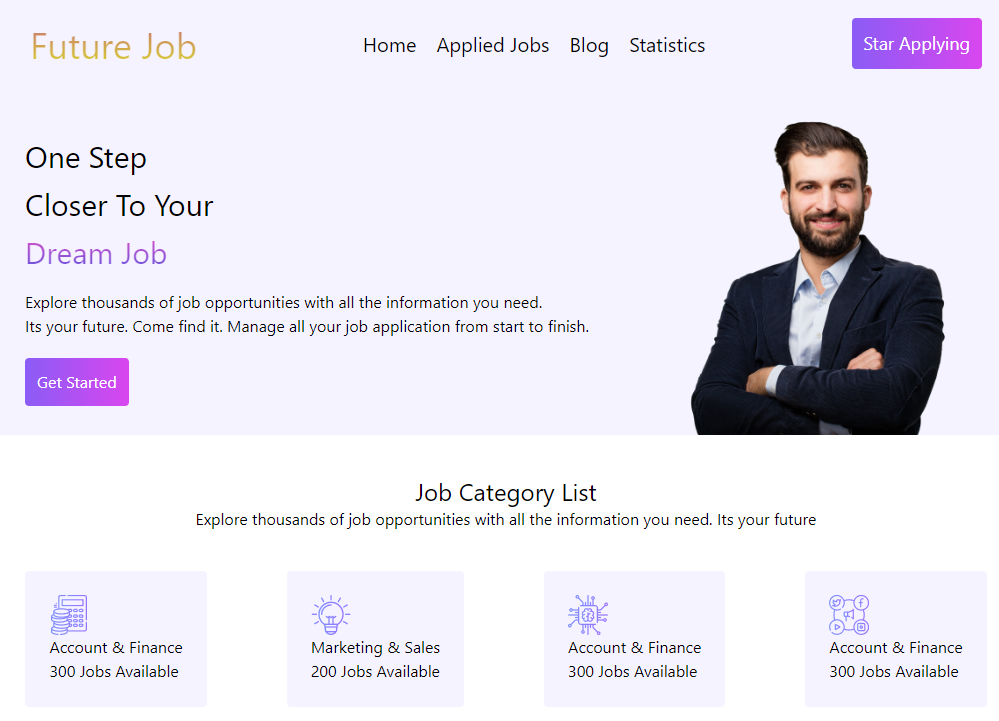 Future Job
Home Applied Jobs Blog Statistics
Star Applying
One Step
Closer To Your
Dream Job
Explore thousands of job opportunities with all the information you need.
Its your future. Come find it. Manage all your job application from start to finish.
Get Started
Job Category List
Explore thousands of job opportunities with all the information you need. Its your future
Account & Finance
300 Jobs Available
Marketing & Sales
200 Jobs Available
Account & Finance
300 Jobs Available
Account & Finance
300 Jobs Available